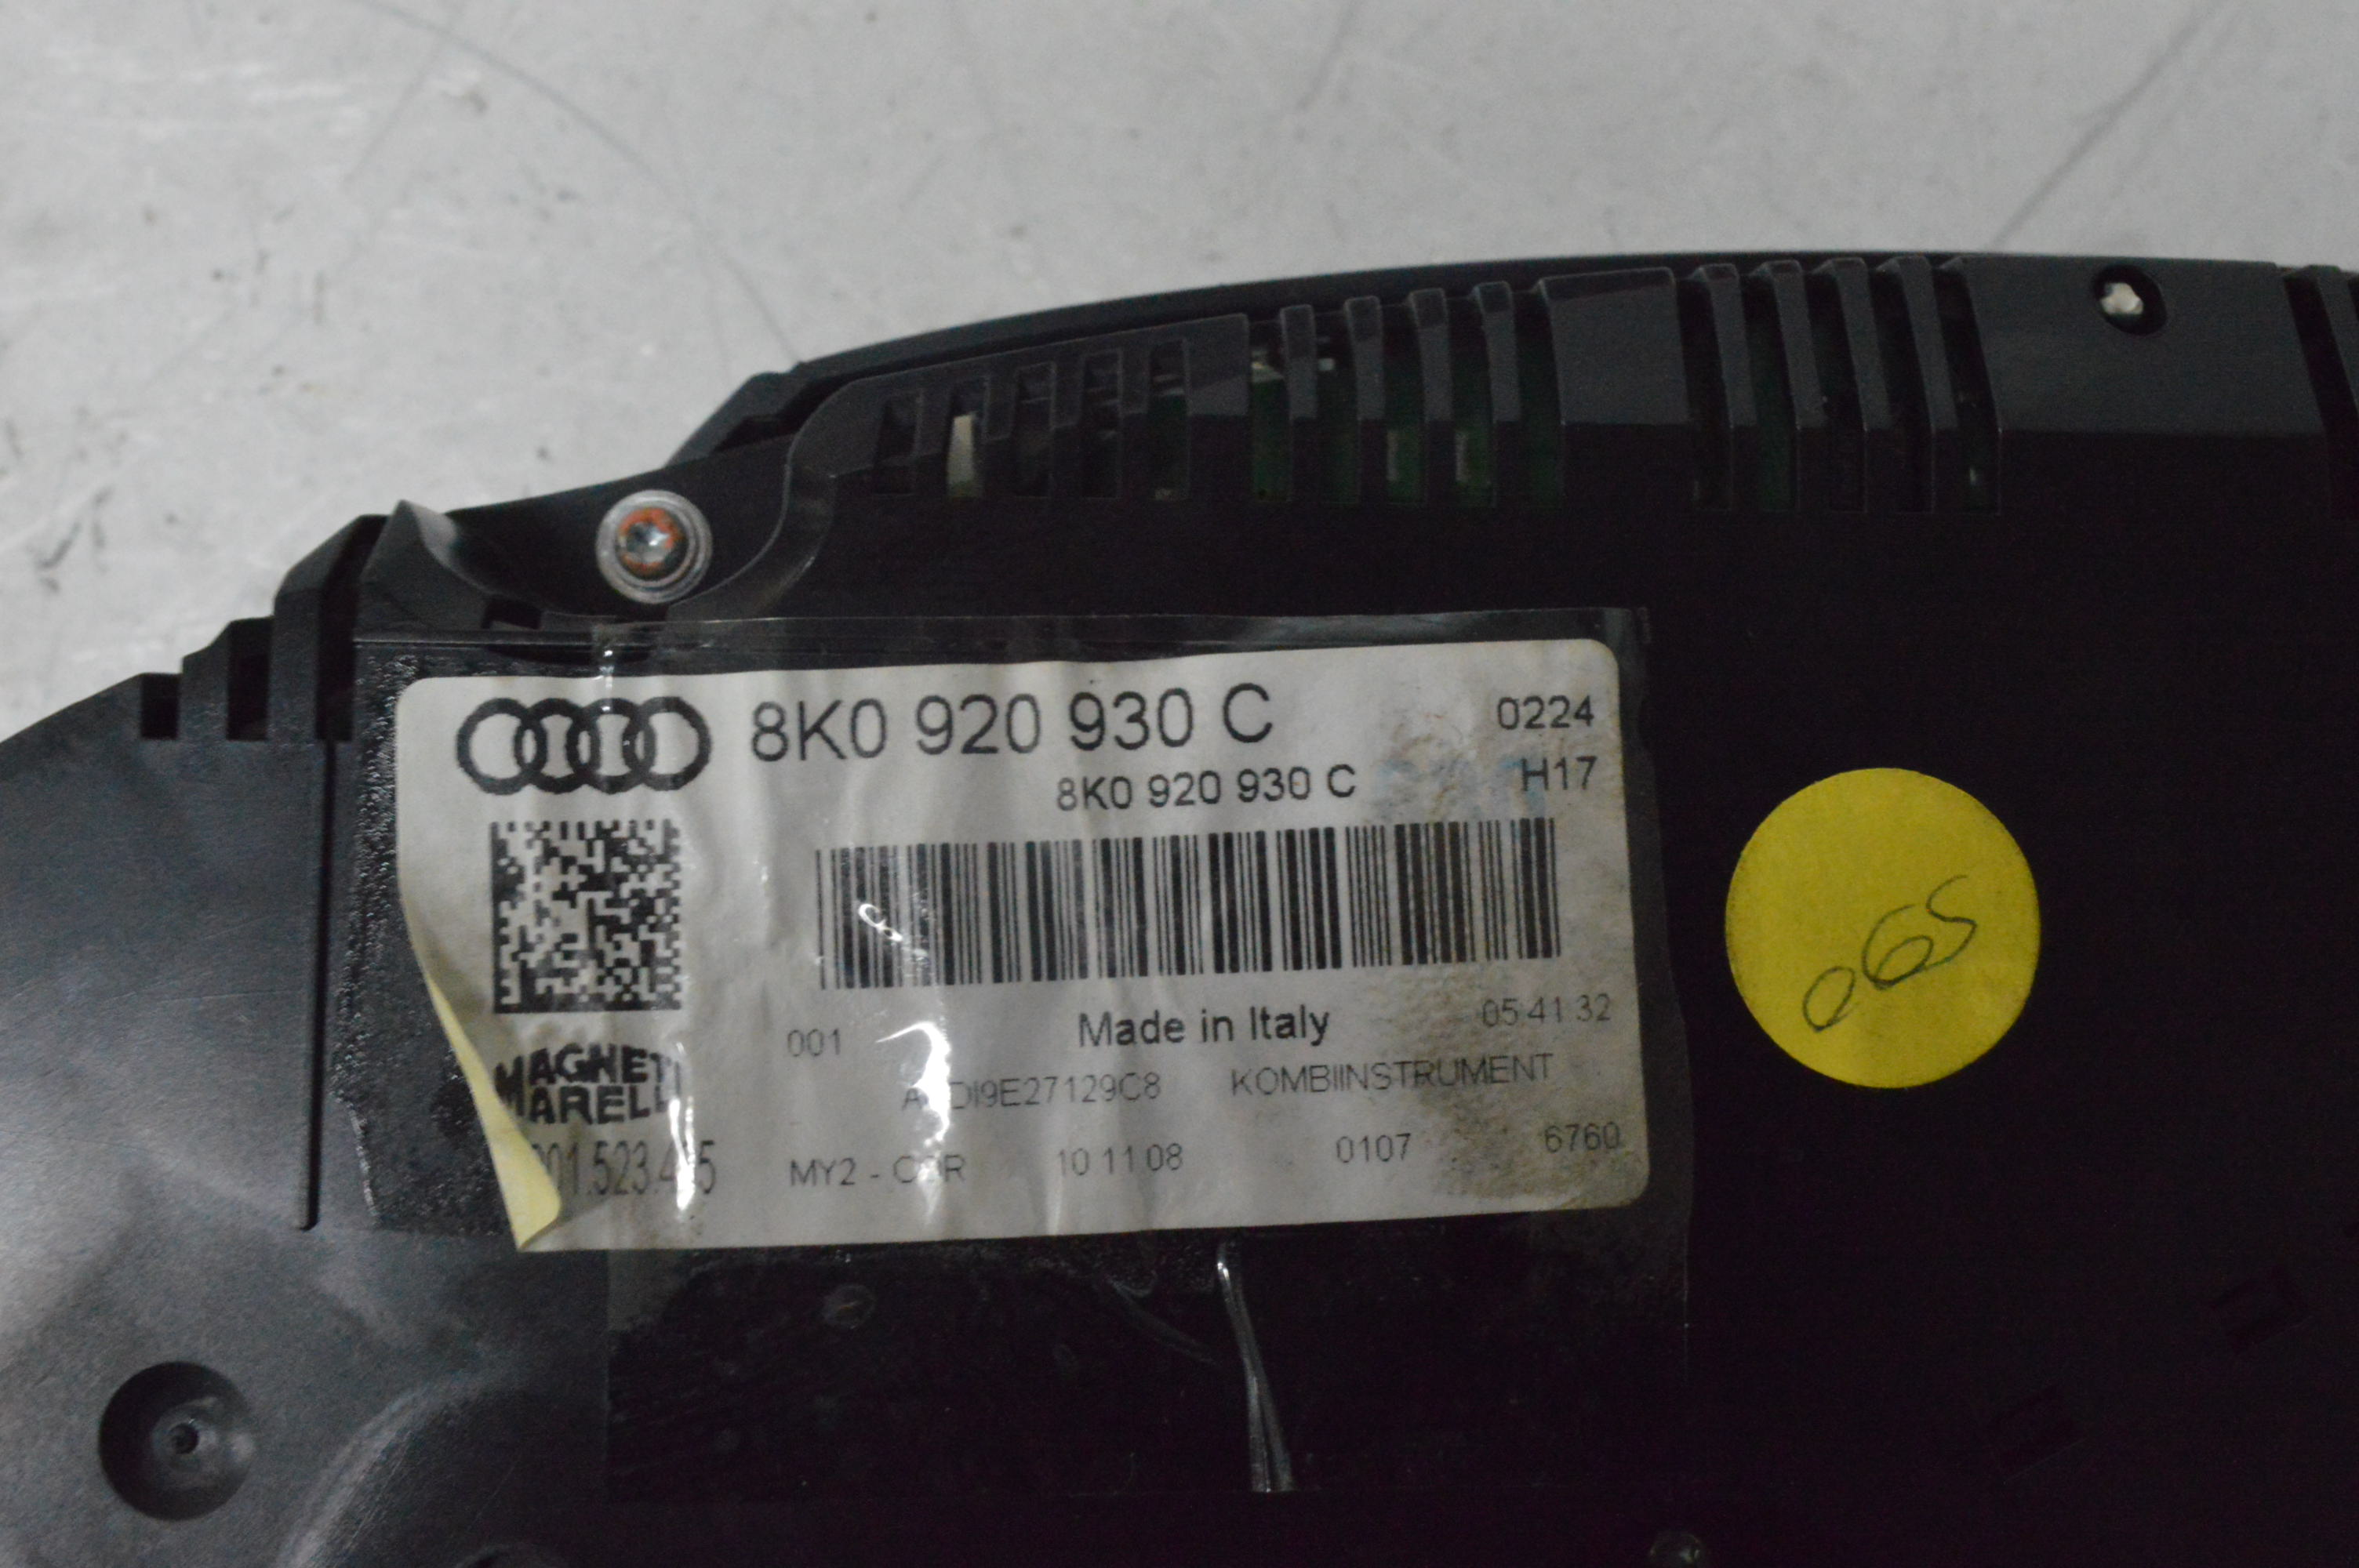 8K0 920 930 C 0224
8K0 920 930 C H17
001 Made in Italy 05 41 32
KOMBIINSTRUMENT
MAGNETI
MARELLI
MY2 - 10 11 08 0107 6760
065